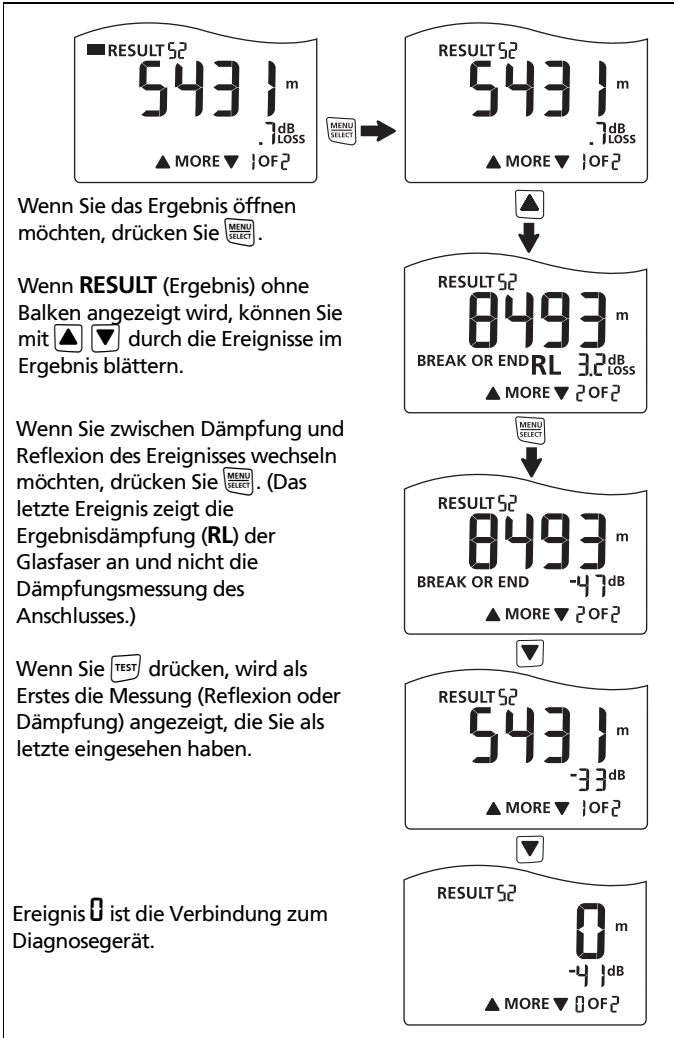 RESULT 52
5431 m
.7 dB LOSS
▲ MORE ▼ 1 OF 2
MENU SELECT
RESULT 52
5431 m
.7 dB LOSS
▲ MORE ▼ 1 OF 2
Wenn Sie das Ergebnis öffnen
möchten, drücken Sie MENU SELECT.
Wenn RESULT (Ergebnis) ohne
Balken angezeigt wird, können Sie
mit ▲ ▼ durch die Ereignisse im
Ergebnis blättern.
▲
RESULT 52
8493 m
BREAK OR END RL 3.2 dB LOSS
▲ MORE ▼ 2 OF 2
Wenn Sie zwischen Dämpfung und
Reflexion des Ereignisses wechseln
möchten, drücken Sie MENU SELECT. (Das
letzte Ereignis zeigt die
Ergebnisdämpfung (RL) der
Glasfaser an und nicht die
Dämpfungsmessung des
Anschlusses.)
MENU SELECT
RESULT 52
8493 m
BREAK OR END -47 dB
▲ MORE ▼ 2 OF 2
Wenn Sie TEST drücken, wird als
Erstes die Messung (Reflexion oder
Dämpfung) angezeigt, die Sie als
letzte eingesehen haben.
▼
RESULT 52
5431 m
-33 dB
▲ MORE ▼ 1 OF 2
▼
Ereignis 0 ist die Verbindung zum
Diagnosegerät.
RESULT 52
0 m
-41 dB
▲ MORE ▼ 0 OF 2